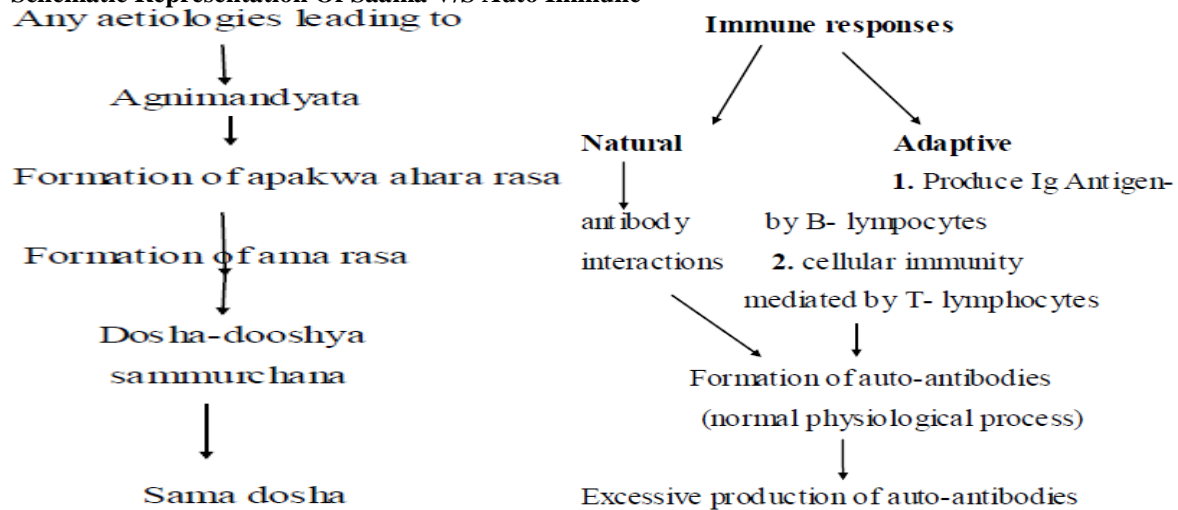 Schematic Representation Of Saama V/S Auto Immune
Any aetiologies leading to
Agnimandyata
Formation of apakwa ahara rasa
Formation of ama rasa
Dosha-dooshya
sammurchana
Sama dosha
Immune responses
Natural
Adaptive
1. Produce Ig Antigen-
antibody
by B- lympocytes
interactions
2. cellular immunity
mediated by T- lymphocytes
Formation of auto-antibodies
(normal physiological process)
Excessive production of auto-antibodies